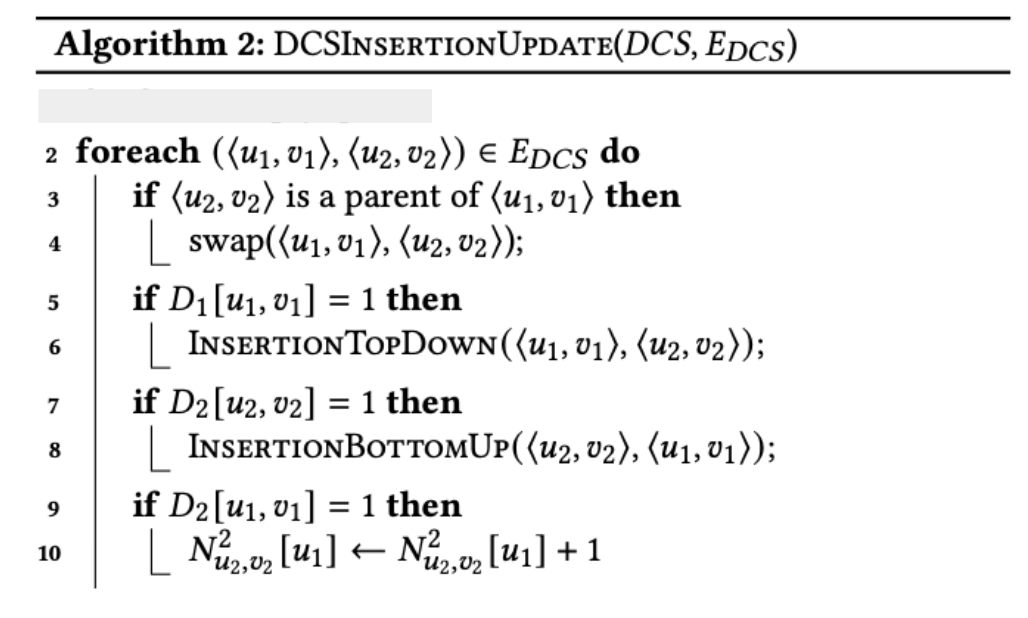 Algorithm 2: DCSInsertionUpdate(DCS, E_DCS)
2 foreach (⟨u₁, v₁⟩, ⟨u₂, v₂⟩) ∈ E_DCS do
3 if ⟨u₂, v₂⟩ is a parent of ⟨u₁, v₁⟩ then
4 swap(⟨u₁, v₁⟩, ⟨u₂, v₂⟩);
5 if D₁[u₁, v₁] = 1 then
6 InsertionTopDown(⟨u₁, v₁⟩, ⟨u₂, v₂⟩);
7 if D₂[u₂, v₂] = 1 then
8 InsertionBottomUp(⟨u₂, v₂⟩, ⟨u₁, v₁⟩);
9 if D₂[u₁, v₁] = 1 then
10 N²_{u₂,v₂}[u₁] ← N²_{u₂,v₂}[u₁] + 1